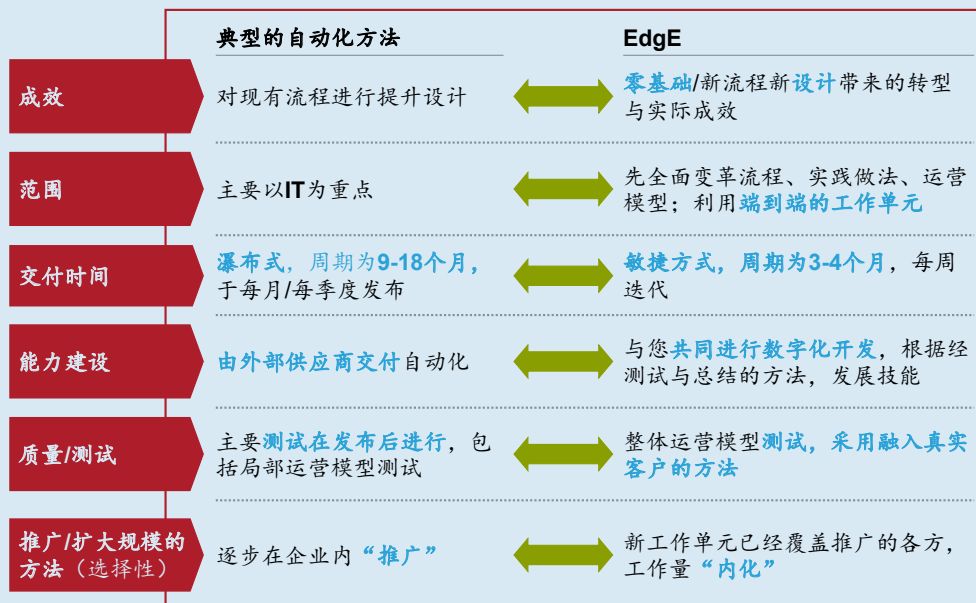 典型的自动化方法
EdgE
成效
对现有流程进行提升设计
零基础/新流程新设计带来的转型
与实际成效
范围
主要以IT为重点
先全面变革流程、实践做法、运营
模型；利用端到端的工作单元
交付时间
瀑布式，周期为9-18个月，
于每月/每季度发布
敏捷方式，周期为3-4个月，每周
迭代
能力建设
由外部供应商交付自动化
与您共同进行数字化开发，根据经
测试与总结的方法，发展技能
质量/测试
主要测试在发布后进行，包
括局部运营模型测试
整体运营模型测试，采用融入真实
客户的方法
推广/扩大规模的
方法（选择性）
逐步在企业内“推广”
新工作单元已经覆盖推广的各方，
工作量“内化”